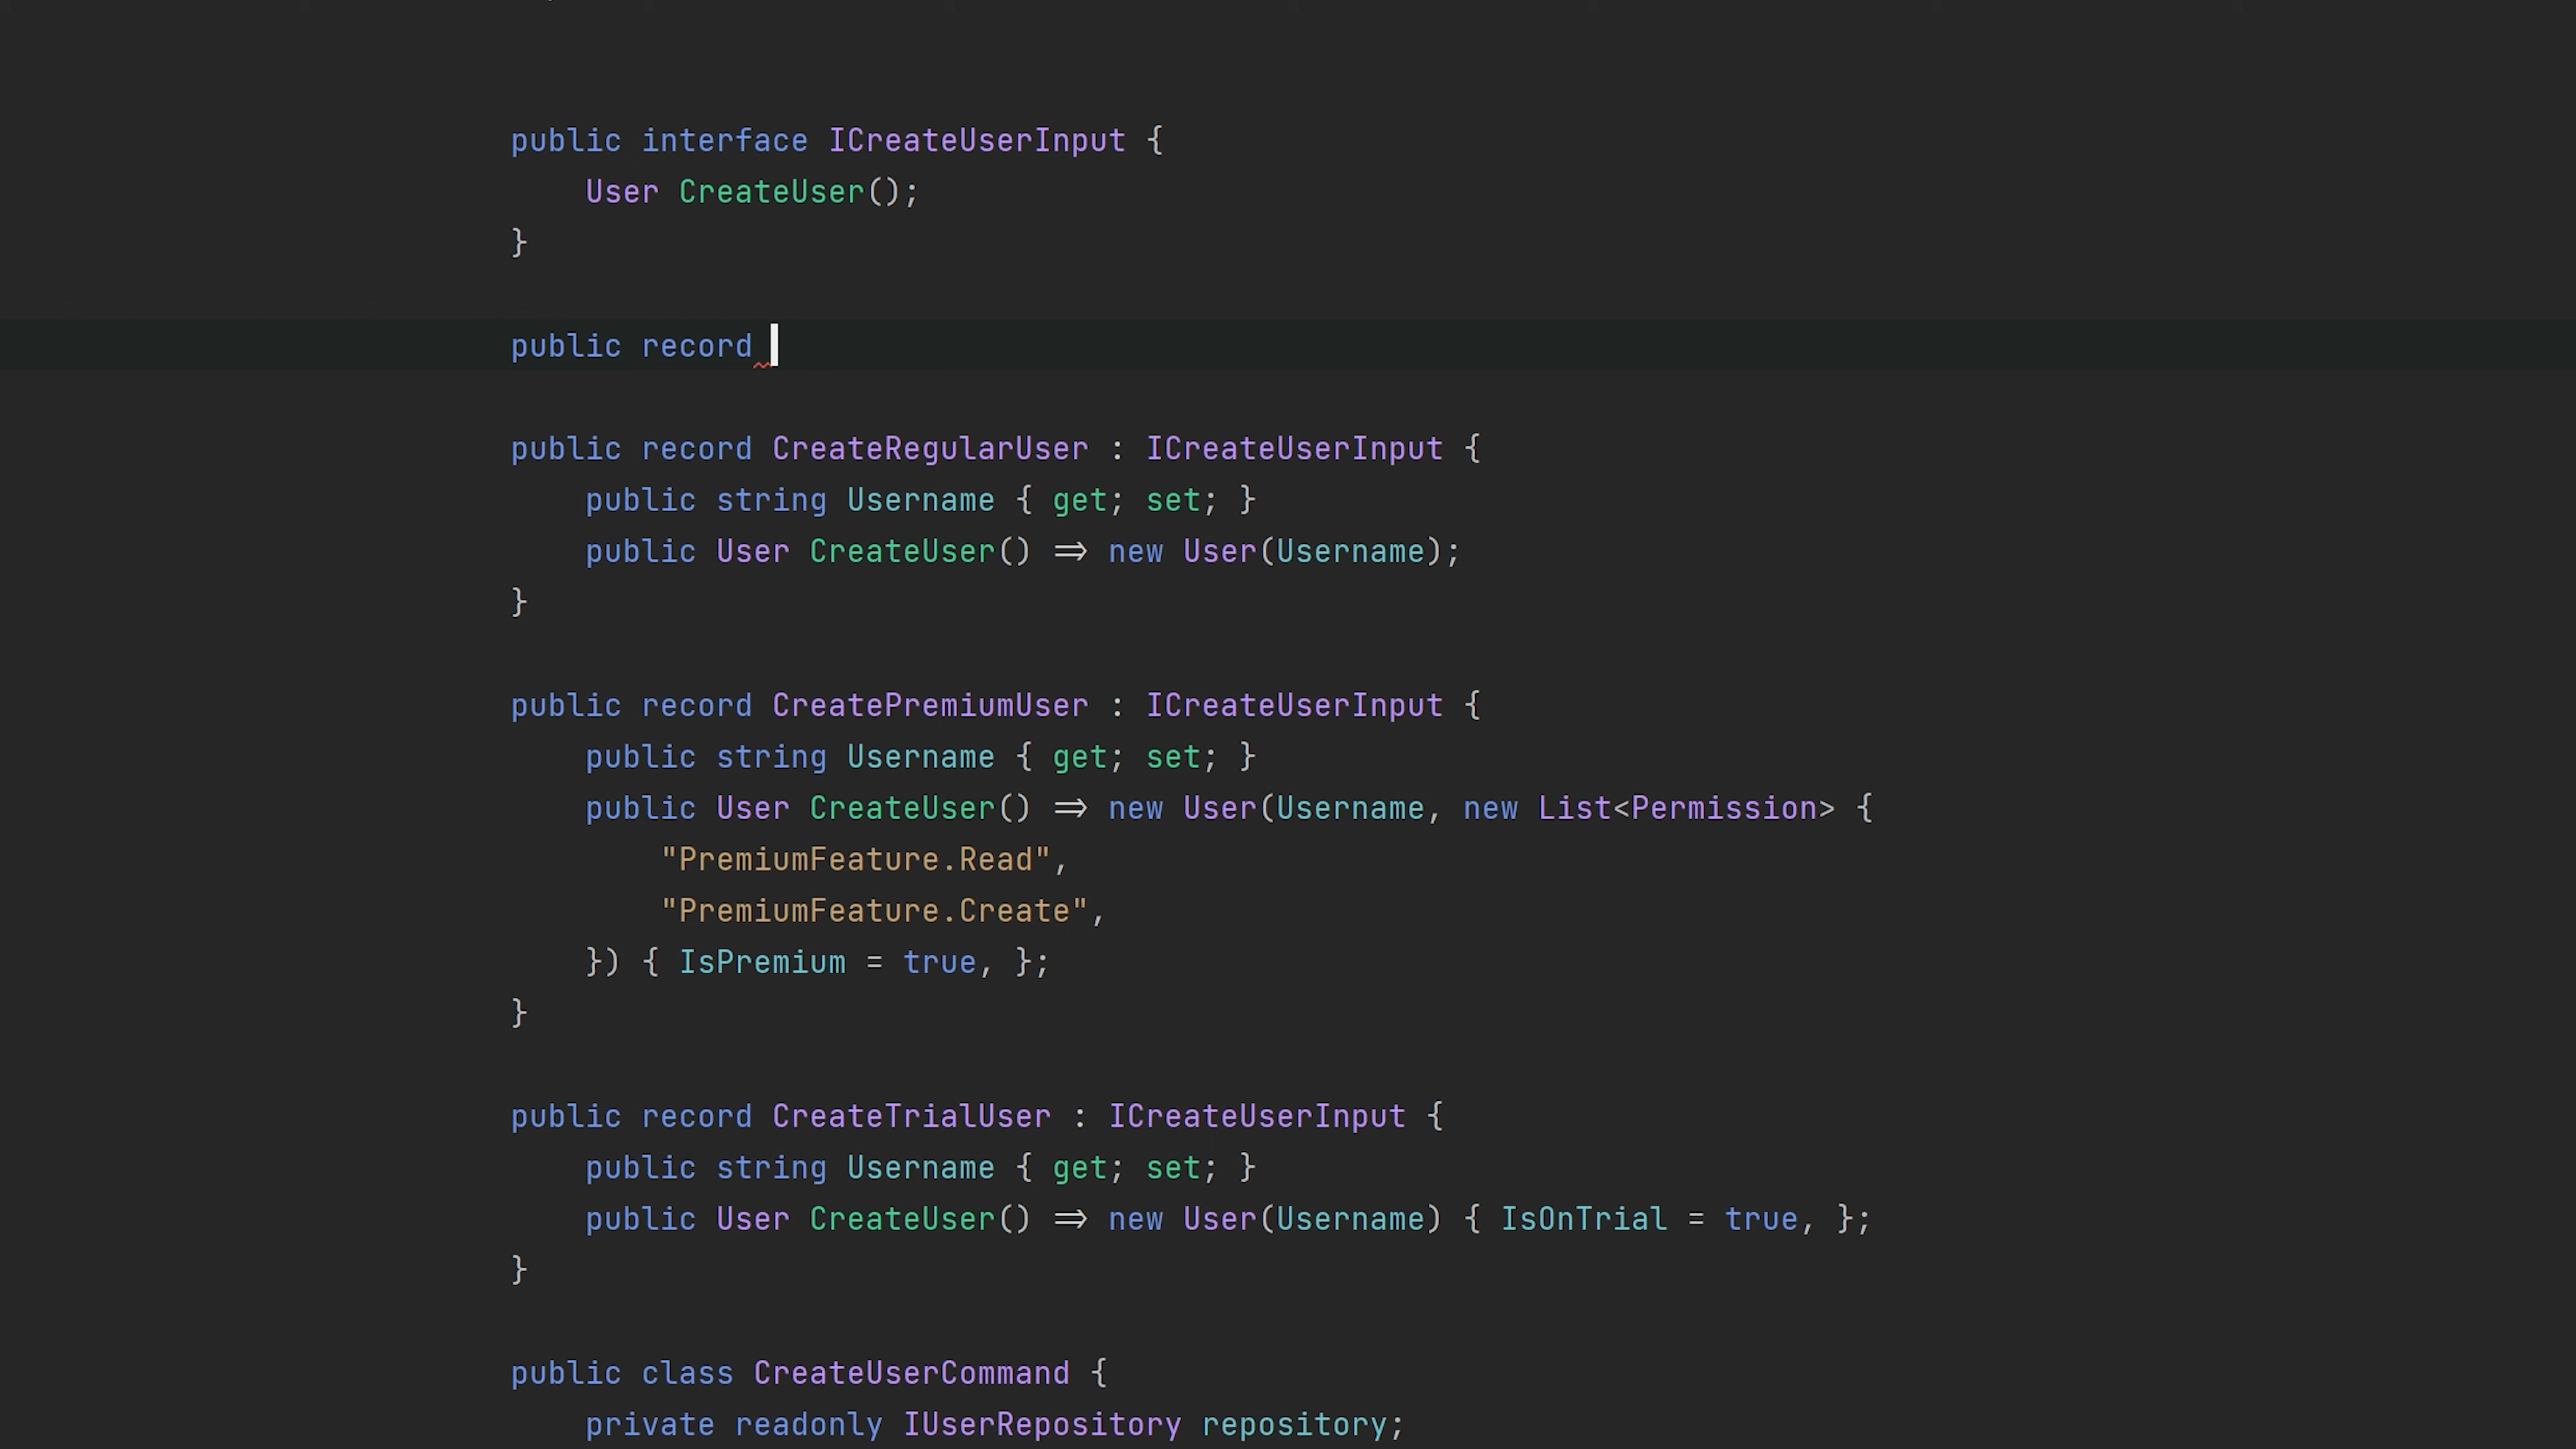 public interface ICreateUserInput {
User CreateUser();
}
public record
public record CreateRegularUser : ICreateUserInput {
public string Username { get; set; }
public User CreateUser() => new User(Username);
}
public record CreatePremiumUser : ICreateUserInput {
public string Username { get; set; }
public User CreateUser() => new User(Username, new List<Permission> {
"PremiumFeature.Read",
"PremiumFeature.Create",
}) { IsPremium = true, };
}
public record CreateTrialUser : ICreateUserInput {
public string Username { get; set; }
public User CreateUser() => new User(Username) { IsOnTrial = true, };
}
public class CreateUserCommand {
private readonly IUserRepository repository;